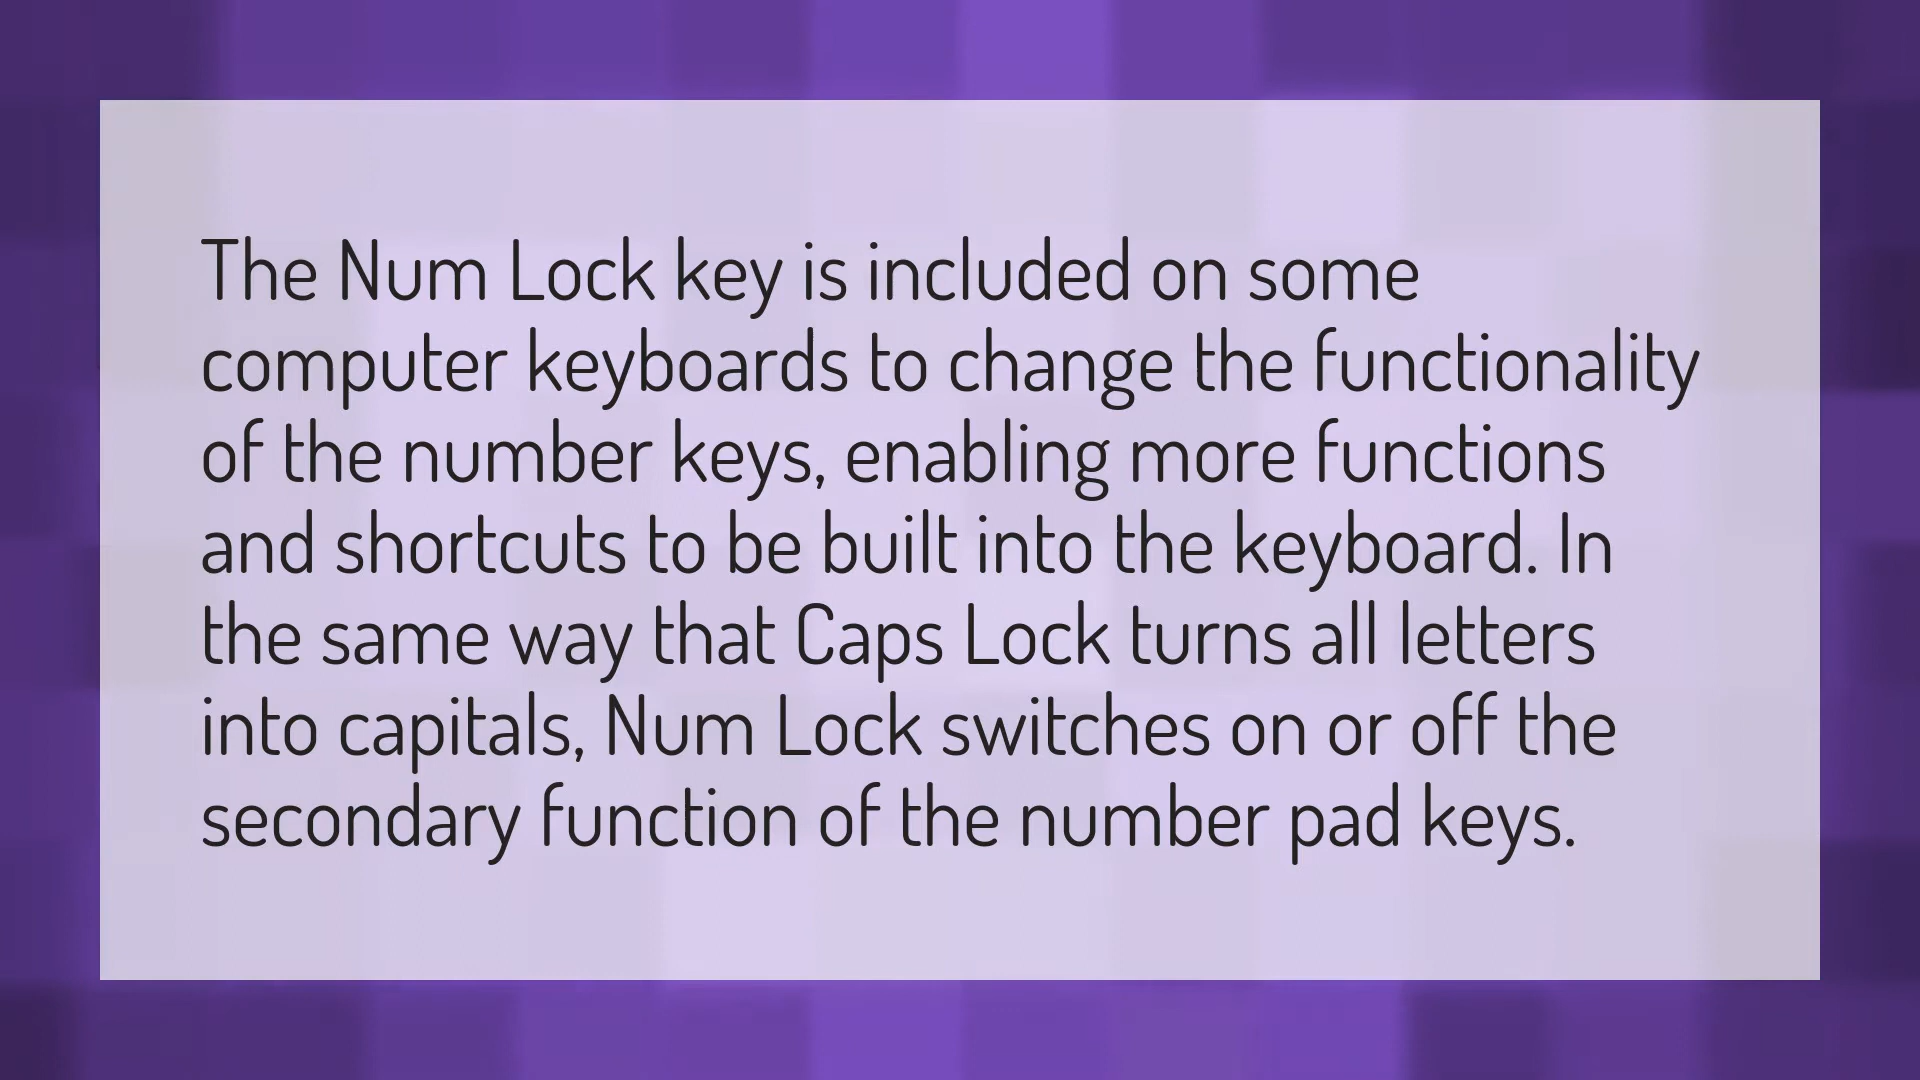 The Num Lock key is included on some
computer keyboards to change the functionality
of the number keys, enabling more functions
and shortcuts to be built into the keyboard. In
the same way that Caps Lock turns all letters
into capitals, Num Lock switches on or off the
secondary function of the number pad keys.